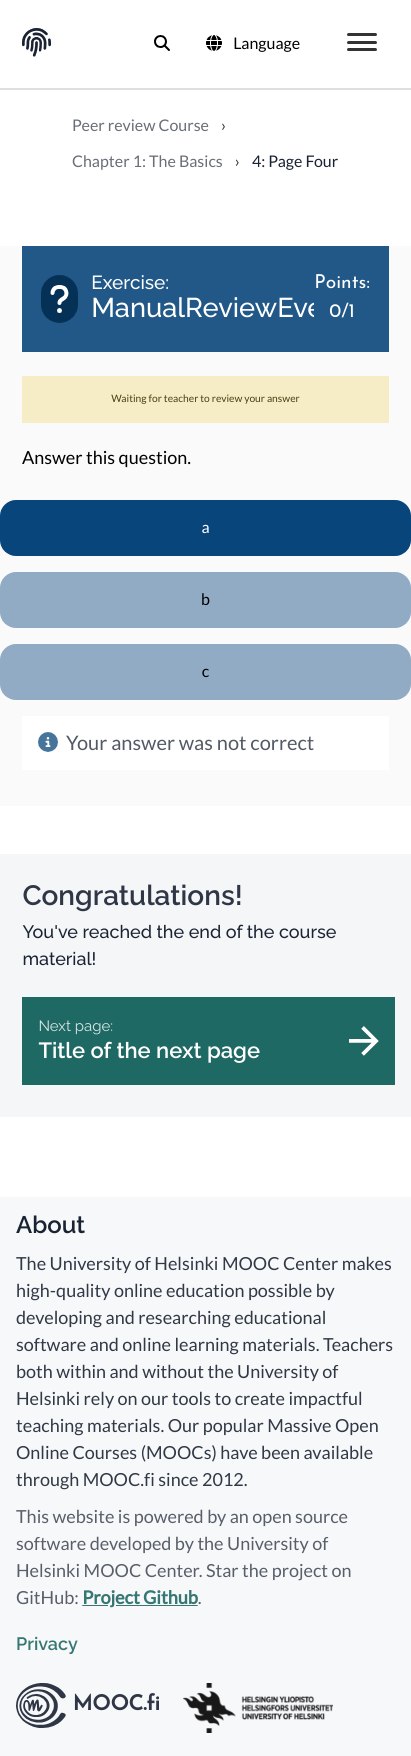 Language
Peer review Course ›
Chapter 1: The Basics › 4: Page Four
Exercise:
ManualReviewEve
Points:
0/1
?
Waiting for teacher to review your answer
Answer this question.
a
b
c
Your answer was not correct
Congratulations!
You've reached the end of the course
material!
Next page:
Title of the next page
About
The University of Helsinki MOOC Center makes
high-quality online education possible by
developing and researching educational
software and online learning materials. Teachers
both within and without the University of
Helsinki rely on our tools to create impactful
teaching materials. Our popular Massive Open
Online Courses (MOOCs) have been available
through MOOC.fi since 2012.
This website is powered by an open source
software developed by the University of
Helsinki MOOC Center. Star the project on
GitHub: Project Github.
Privacy
MOOC.fi
HELSINGIN YLIOPISTO
HELSINGFORS UNIVERSITET
UNIVERSITY OF HELSINKI